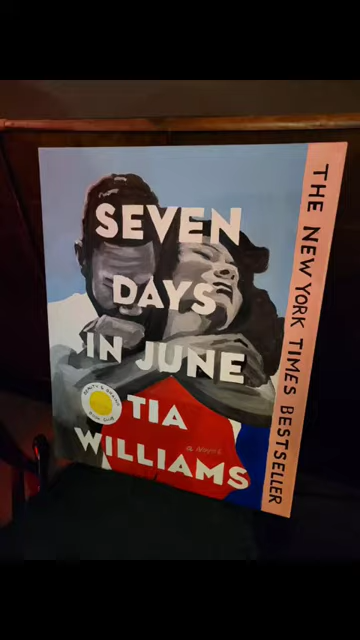 SEVEN
DAYS
IN JUNE
TIA
WILLIAMS
a novel
THE NEW YORK TIMES BESTSELLER